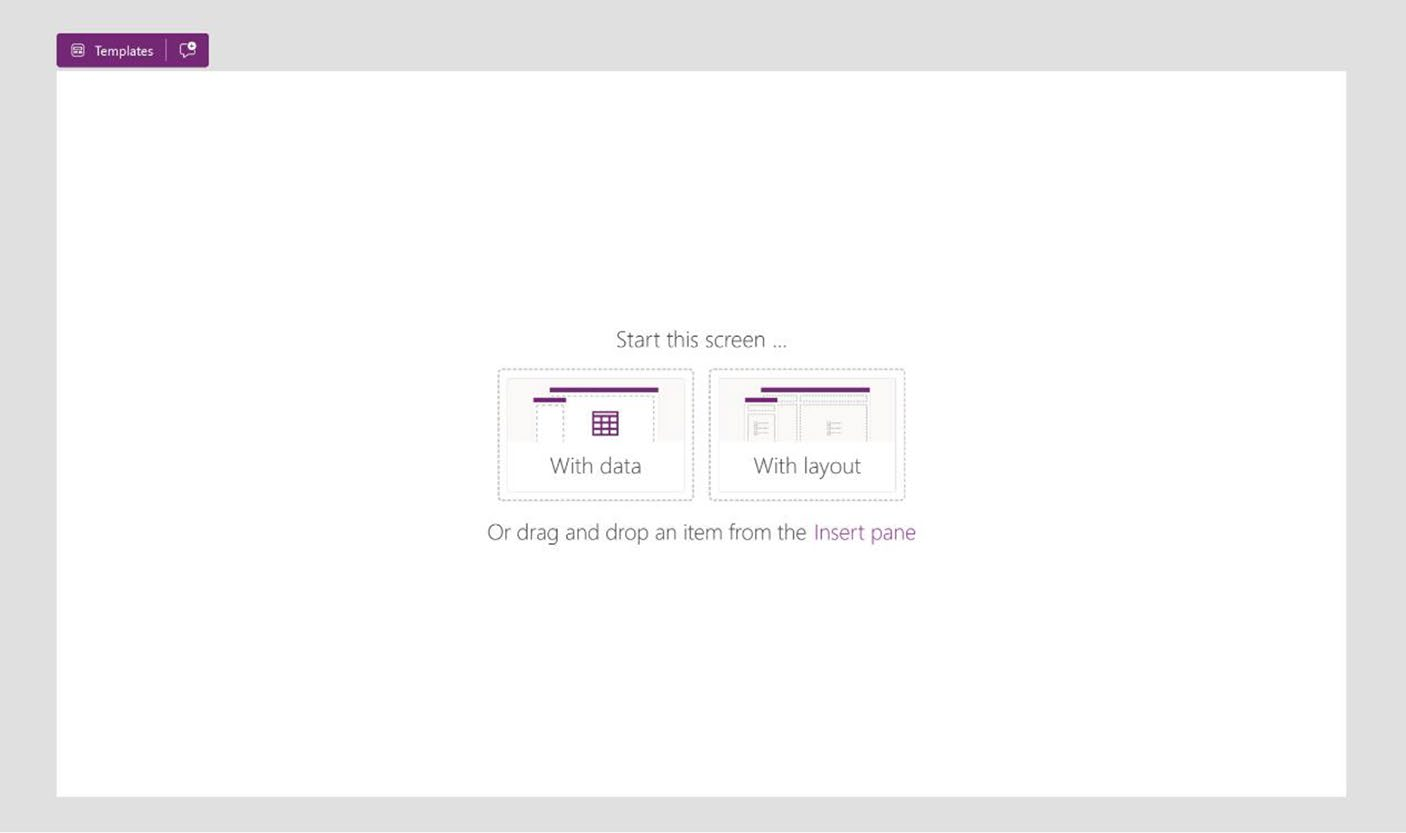 Templates
Start this screen ...
With data
With layout
Or drag and drop an item from the Insert pane